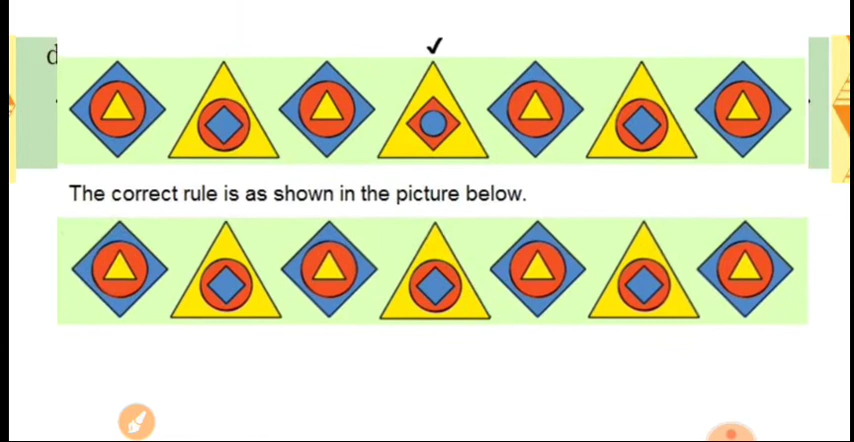 d
The correct rule is as shown in the picture below.